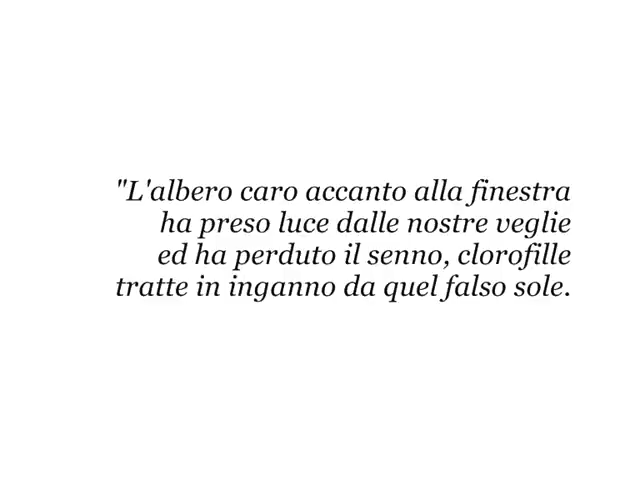 "L'albero caro accanto alla finestra
ha preso luce dalle nostre veglie
ed ha perduto il senno, clorofille
tratte in inganno da quel falso sole.